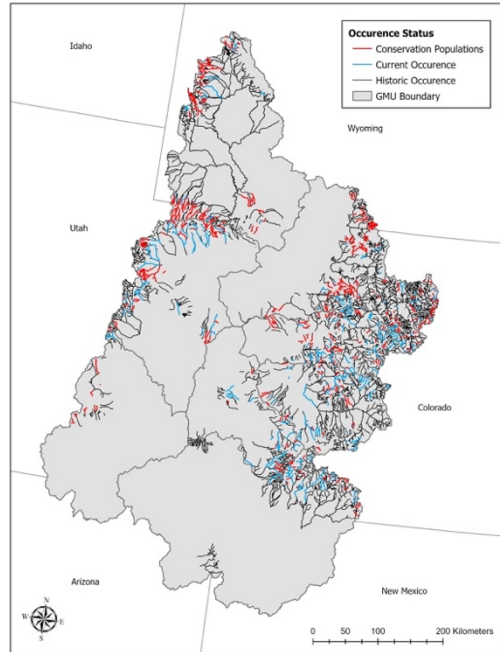 Occurence Status
Conservation Populations
Current Occurence
Historic Occurence
GMU Boundary
Idaho
Wyoming
Utah
Colorado
Arizona
New Mexico
N
W
E
S
0 50 100 200 Kilometers